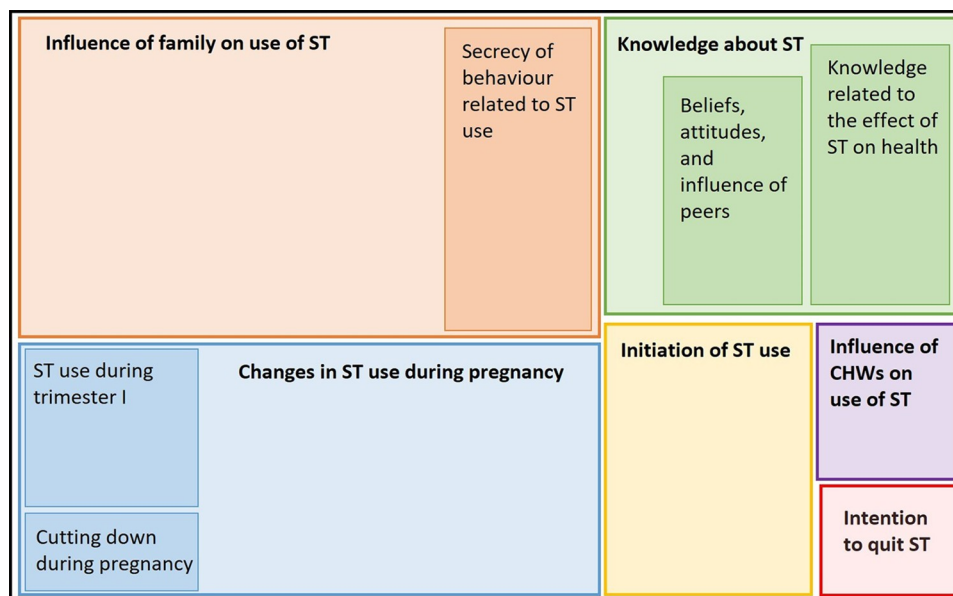 Influence of family on use of ST
Secrecy of
behaviour
related to ST
use
Knowledge about ST
Beliefs,
attitudes,
and
influence of
peers
Knowledge
related to
the effect of
ST on health
ST use during
trimester I
Cutting down
during pregnancy
Changes in ST use during pregnancy
Initiation of ST use
Influence of
CHWs on
use of ST
Intention
to quit ST